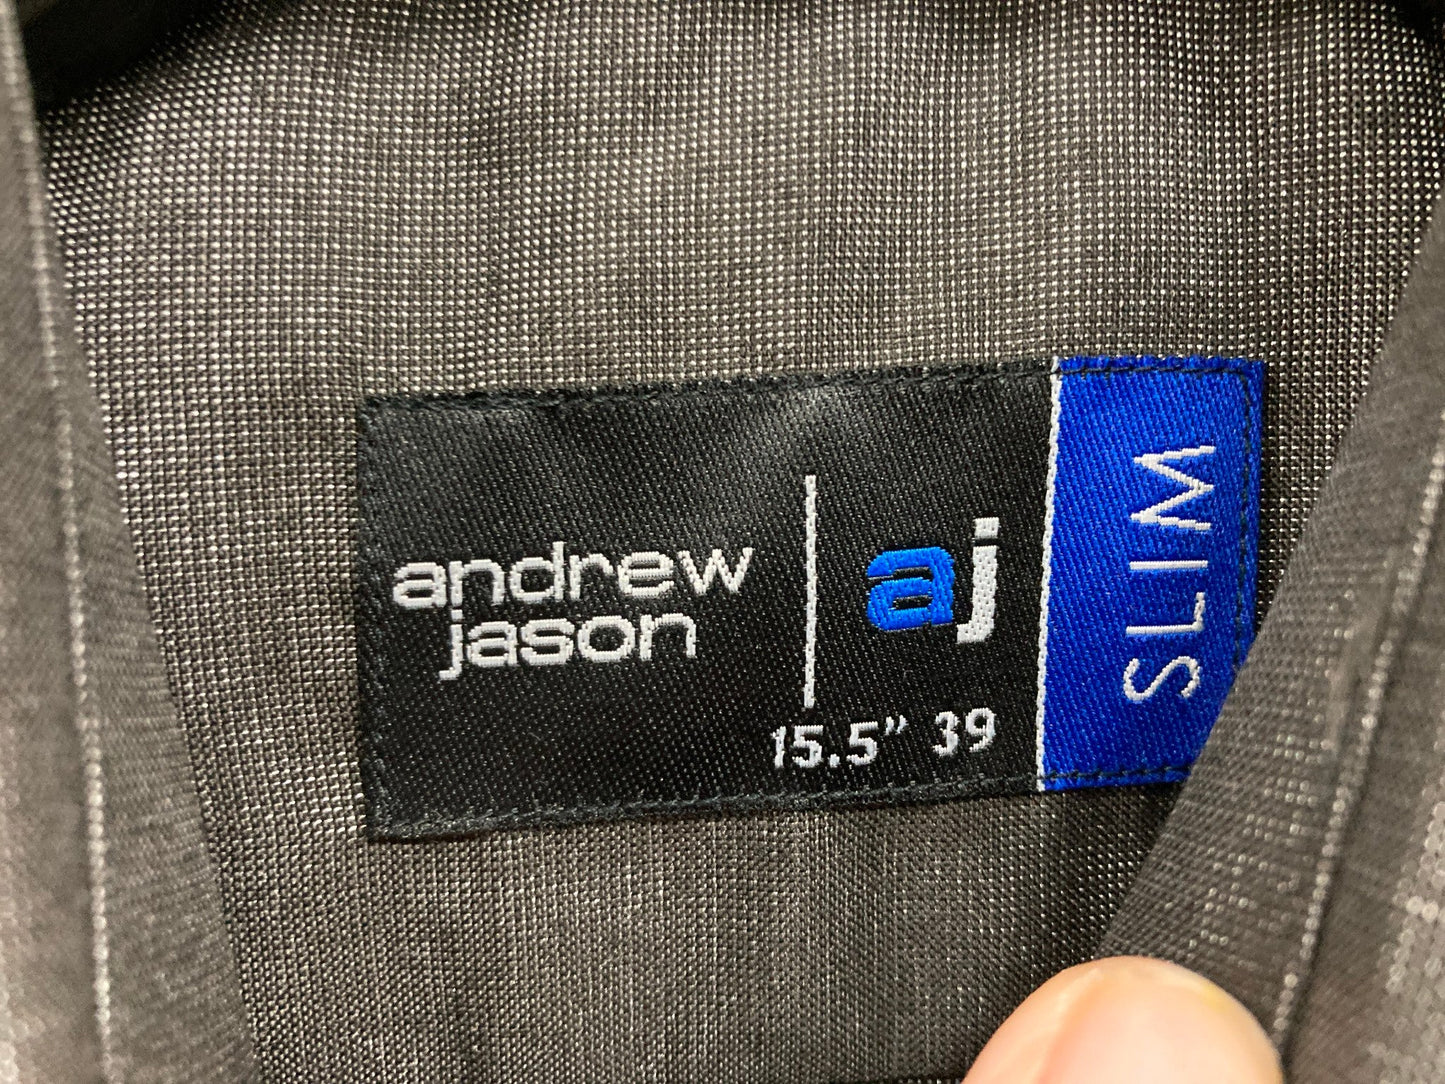 andrew
jason
aj
15.5” 39
SLIM